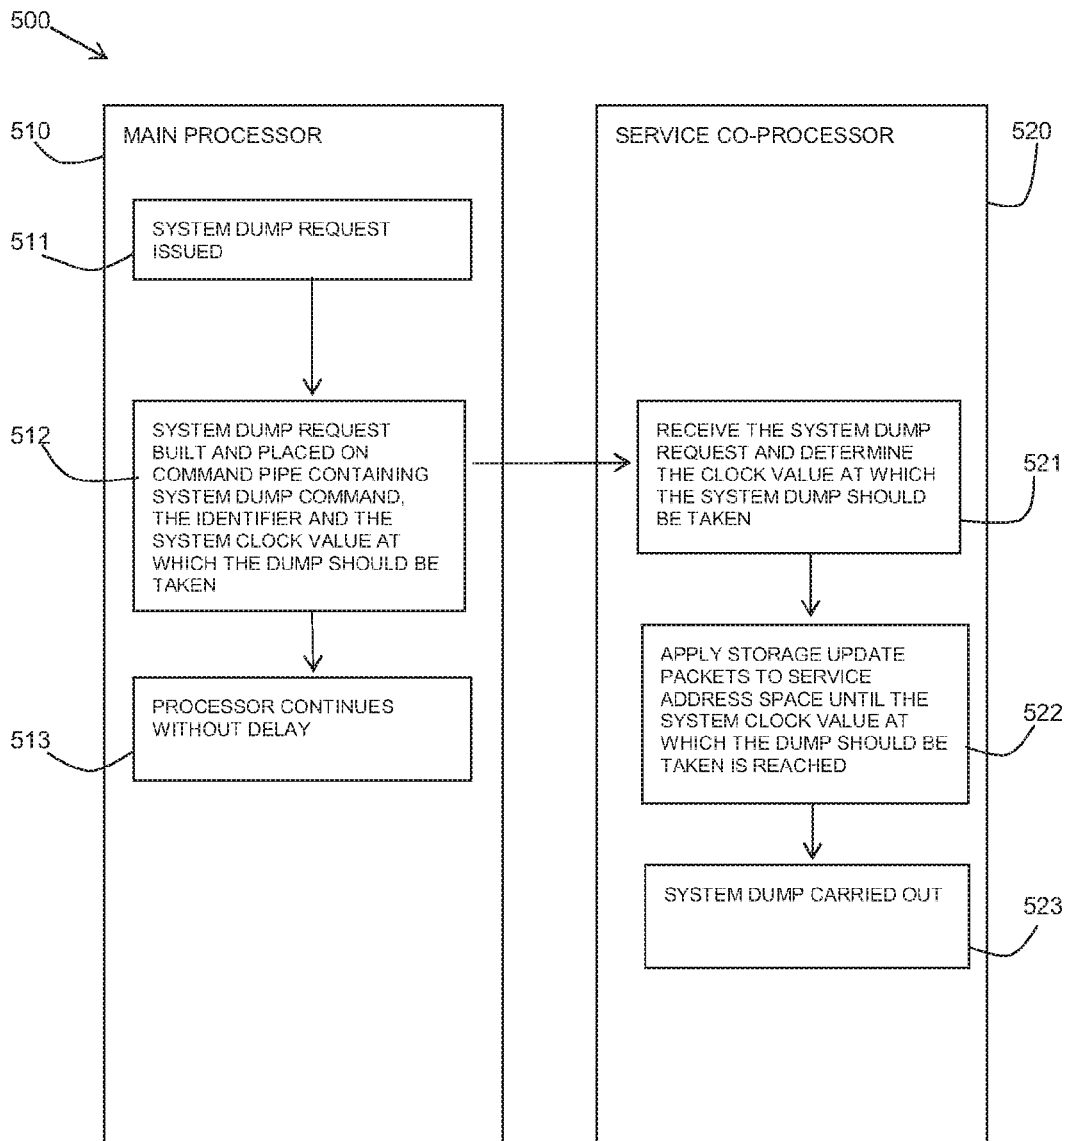 500
510
MAIN PROCESSOR
SERVICE CO-PROCESSOR
520
511
SYSTEM DUMP REQUEST
ISSUED
512
SYSTEM DUMP REQUEST
BUILT AND PLACED ON
COMMAND PIPE CONTAINING
SYSTEM DUMP COMMAND,
THE IDENTIFIER AND THE
SYSTEM CLOCK VALUE AT
WHICH THE DUMP SHOULD BE
TAKEN
RECEIVE THE SYSTEM DUMP
REQUEST AND DETERMINE
THE CLOCK VALUE AT WHICH
THE SYSTEM DUMP SHOULD
BE TAKEN
521
513
PROCESSOR CONTINUES
WITHOUT DELAY
APPLY STORAGE UPDATE
PACKETS TO SERVICE
ADDRESS SPACE UNTIL THE
SYSTEM CLOCK VALUE AT
WHICH THE DUMP SHOULD BE
TAKEN IS REACHED
522
SYSTEM DUMP CARRIED OUT
523